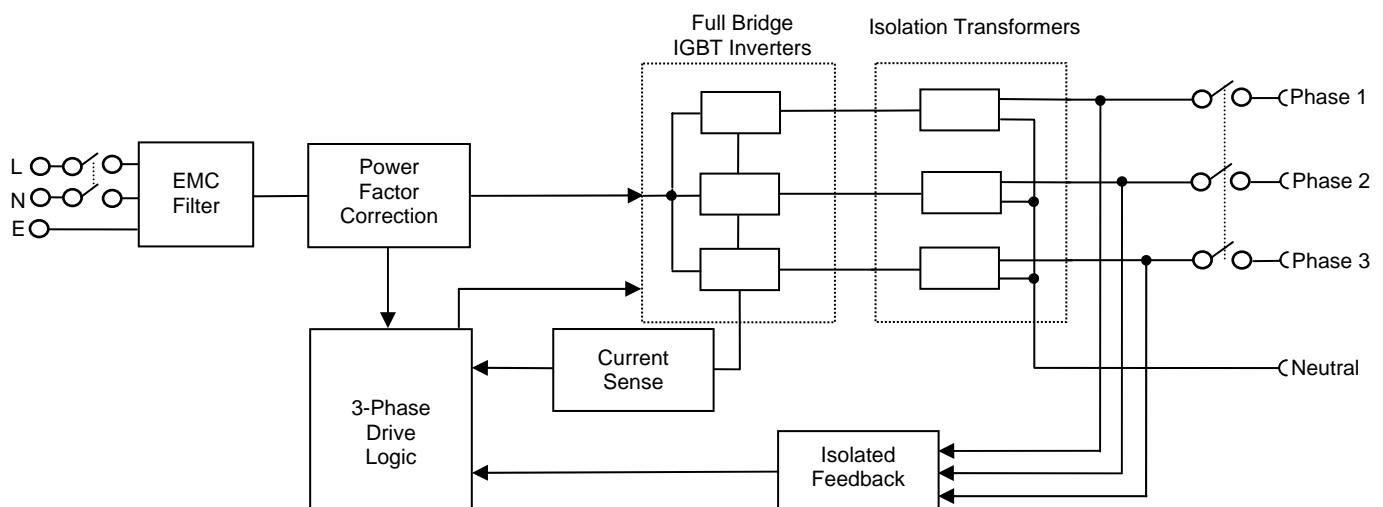 Full Bridge
IGBT Inverters
Isolation Transformers
Phase 1
L
N
E
EMC
Filter
Power
Factor
Correction
Phase 2
Phase 3
3-Phase
Drive
Logic
Current
Sense
Neutral
Isolated
Feedback